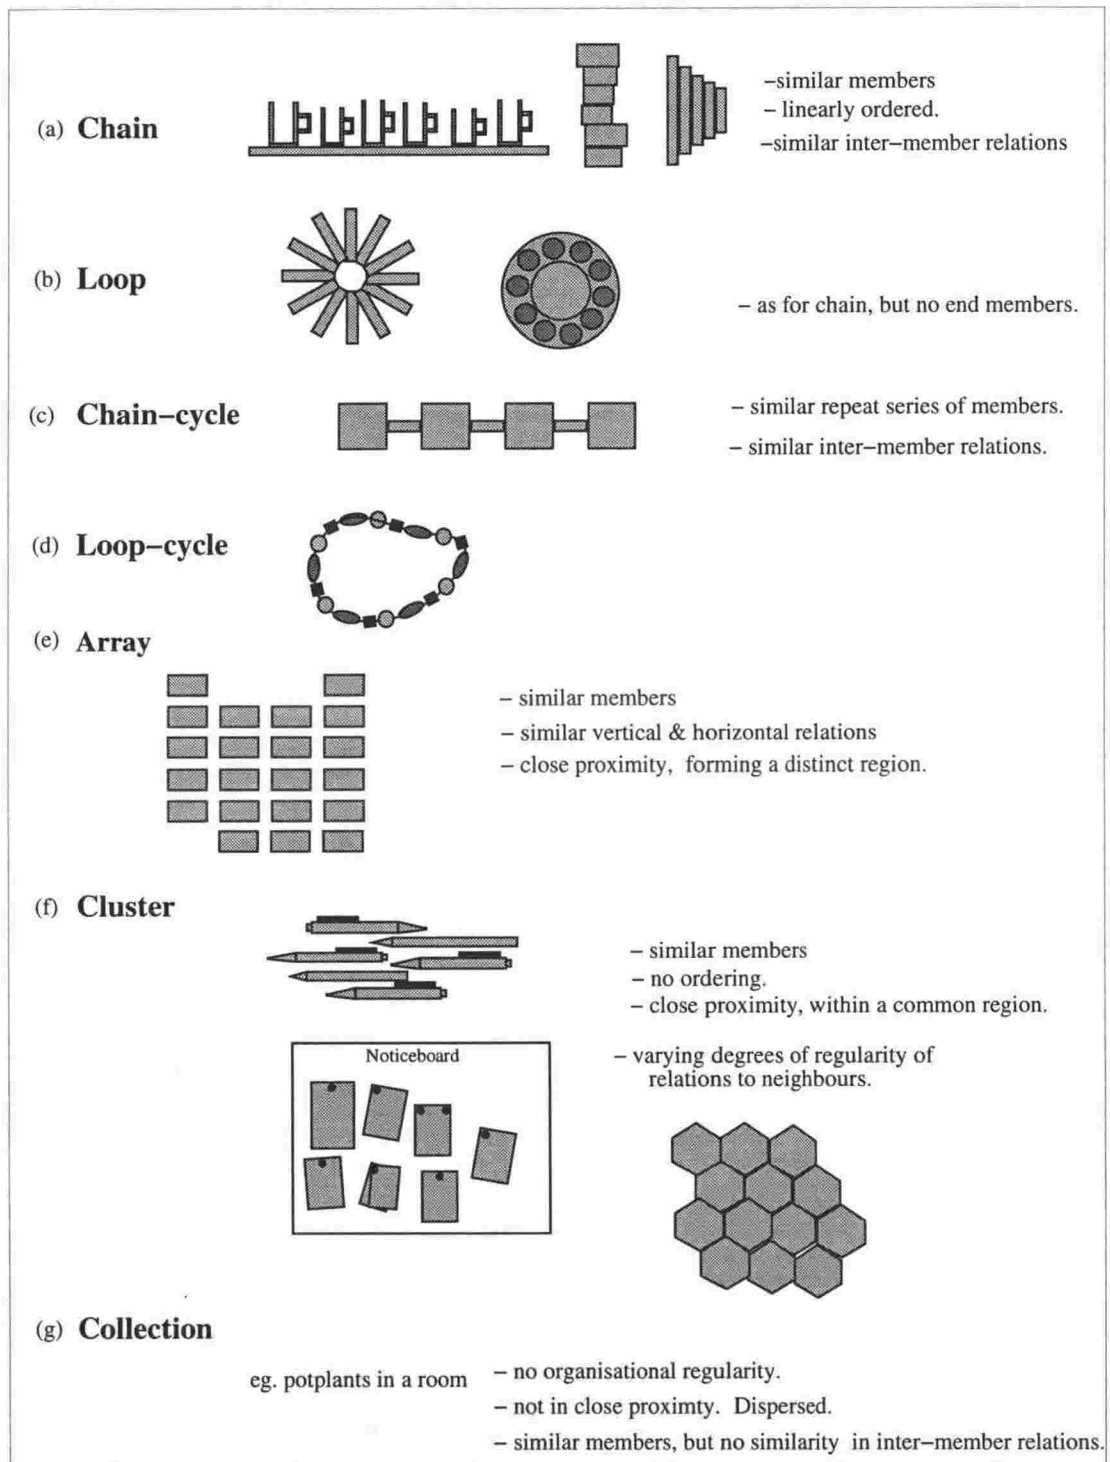 (a) Chain
–similar members
– linearly ordered.
–similar inter–member relations
(b) Loop
– as for chain, but no end members.
(c) Chain–cycle
– similar repeat series of members.
– similar inter–member relations.
(d) Loop–cycle
(e) Array
– similar members
– similar vertical & horizontal relations
– close proximity, forming a distinct region.
(f) Cluster
– similar members
– no ordering.
– close proximity, within a common region.
Noticeboard
– varying degrees of regularity of
relations to neighbours.
(g) Collection
eg. potplants in a room
– no organisational regularity.
– not in close proximty. Dispersed.
– similar members, but no similarity in inter–member relations.